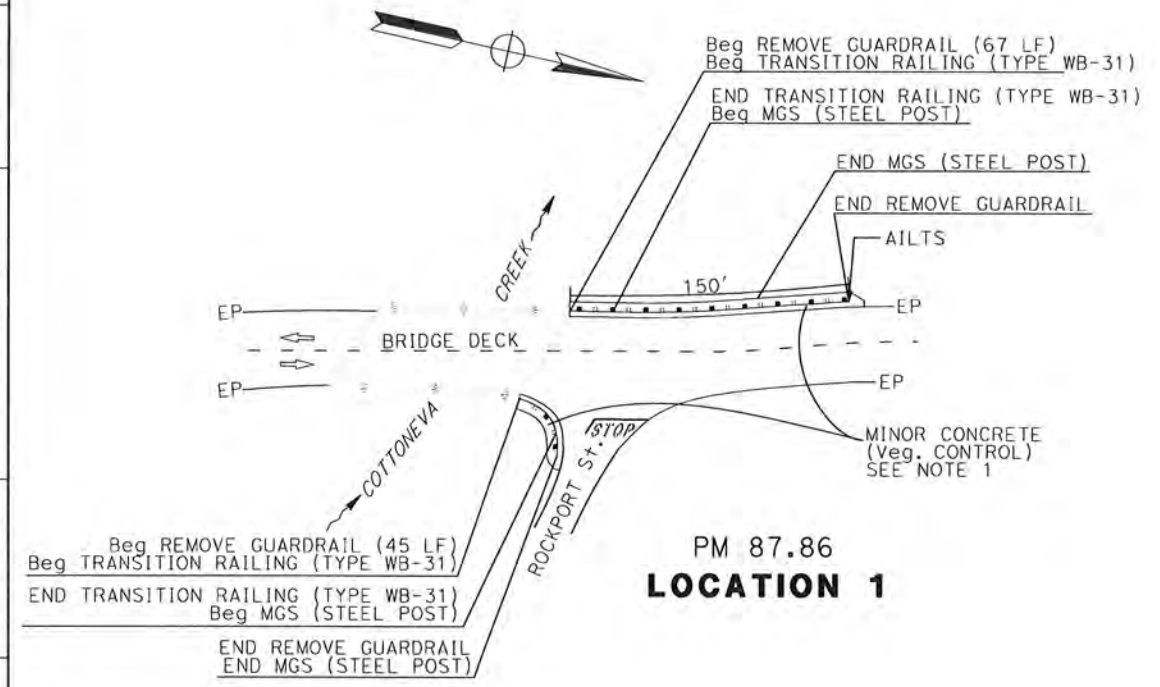 Beg REMOVE GUARDRAIL (67 LF)
Beg TRANSITION RAILING (TYPE WB-31)
END TRANSITION RAILING (TYPE WB-31)
Beg MGS (STEEL POST)
END MGS (STEEL POST)
END REMOVE GUARDRAIL
AILTS
CREEK
150'
EP
EP
BRIDGE DECK
EP
EP
COTTONEVA
STOP
ROCKPORT St.
MINOR CONCRETE
(Veg. CONTROL)
SEE NOTE 1
Beg REMOVE GUARDRAIL (45 LF)
Beg TRANSITION RAILING (TYPE WB-31)
END TRANSITION RAILING (TYPE WB-31)
Beg MGS (STEEL POST)
END REMOVE GUARDRAIL
END MGS (STEEL POST)
PM 87.86
LOCATION 1